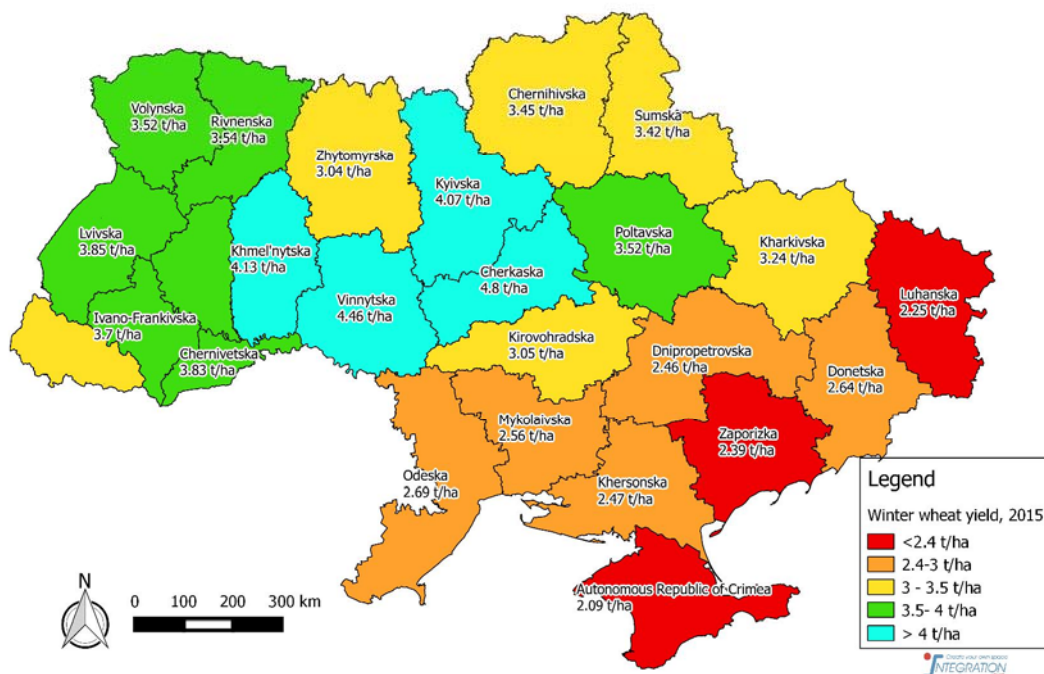 Chernihivska
3.45 t/ha
Volynska
3.52 t/ha
Rivnenska
3.54 t/ha
Sumska
3.42 t/ha
Zhytomyrska
3.04 t/ha
Kyivska
4.07 t/ha
Lvivska
3.85 t/ha
Khmel'nytska
4.13 t/ha
Poltavska
3.52 t/ha
Kharkivska
3.24 t/ha
Cherkaska
4.8 t/ha
Vinnytska
4.46 t/ha
Luhanska
2.25 t/ha
Ivano-Frankivska
3.7 t/ha
Kirovohradska
3.05 t/ha
Chernivetska
3.83 t/ha
Dnipropetrovska
2.46 t/ha
Donetska
2.64 t/ha
Mykolaivska
2.56 t/ha
Zaporizka
2.39 t/ha
Odeska
2.69 t/ha
Khersonska
2.47 t/ha
Autonomous Republic of Crimea
2.09 t/ha
Legend
Winter wheat yield, 2015
<2.4 t/ha
2.4-3 t/ha
3 - 3.5 t/ha
3.5- 4 t/ha
> 4 t/ha
N
0 100 200 300 km
Create your own space
INTEGRATION